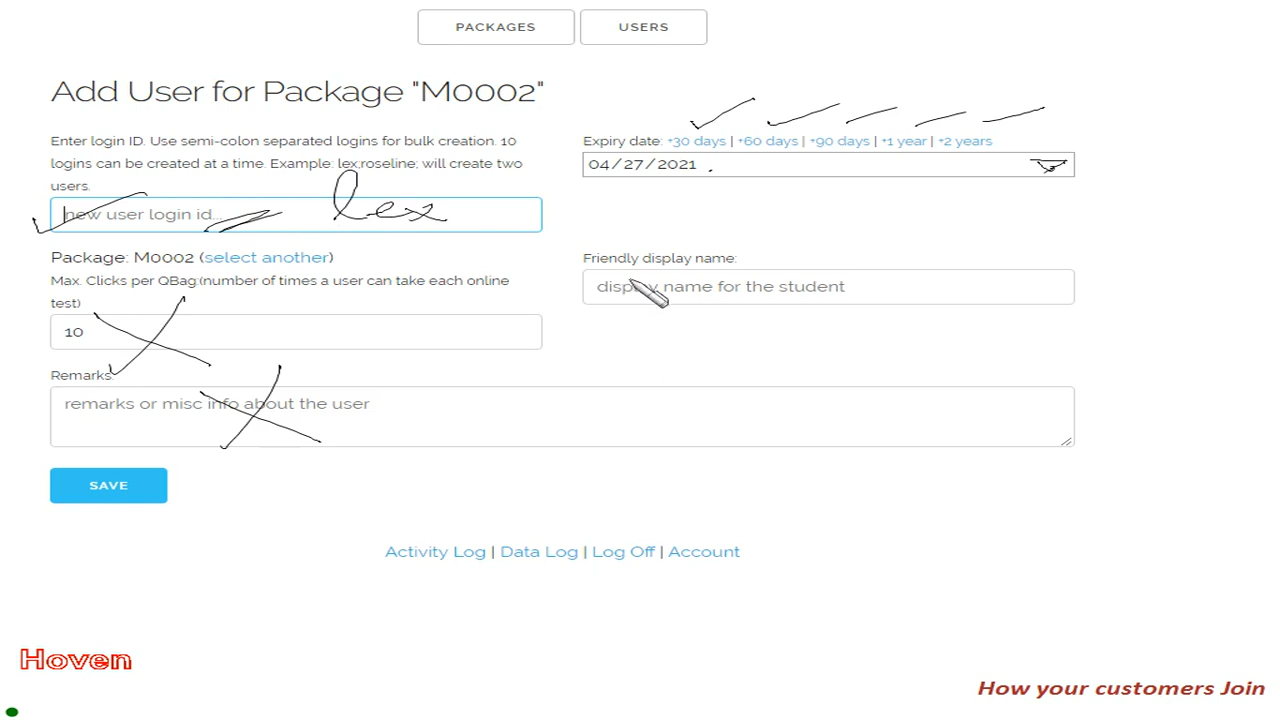 PACKAGES USERS
Add User for Package "M0002"
Enter login ID. Use semi-colon separated logins for bulk creation. 10
logins can be created at a time. Example: lex;roseline; will create two
users.
new user login id...
lex
Expiry date: +30 days | +60 days | +90 days | +1 year | +2 years
04/27/2021
Package: M0002 (select another)
Max. Clicks per QBag:(number of times a user can take each online
test)
10
Friendly display name:
display name for the student
Remarks:
remarks or misc info about the user
SAVE
Activity Log | Data Log | Log Off | Account
Hoven
How your customers Join